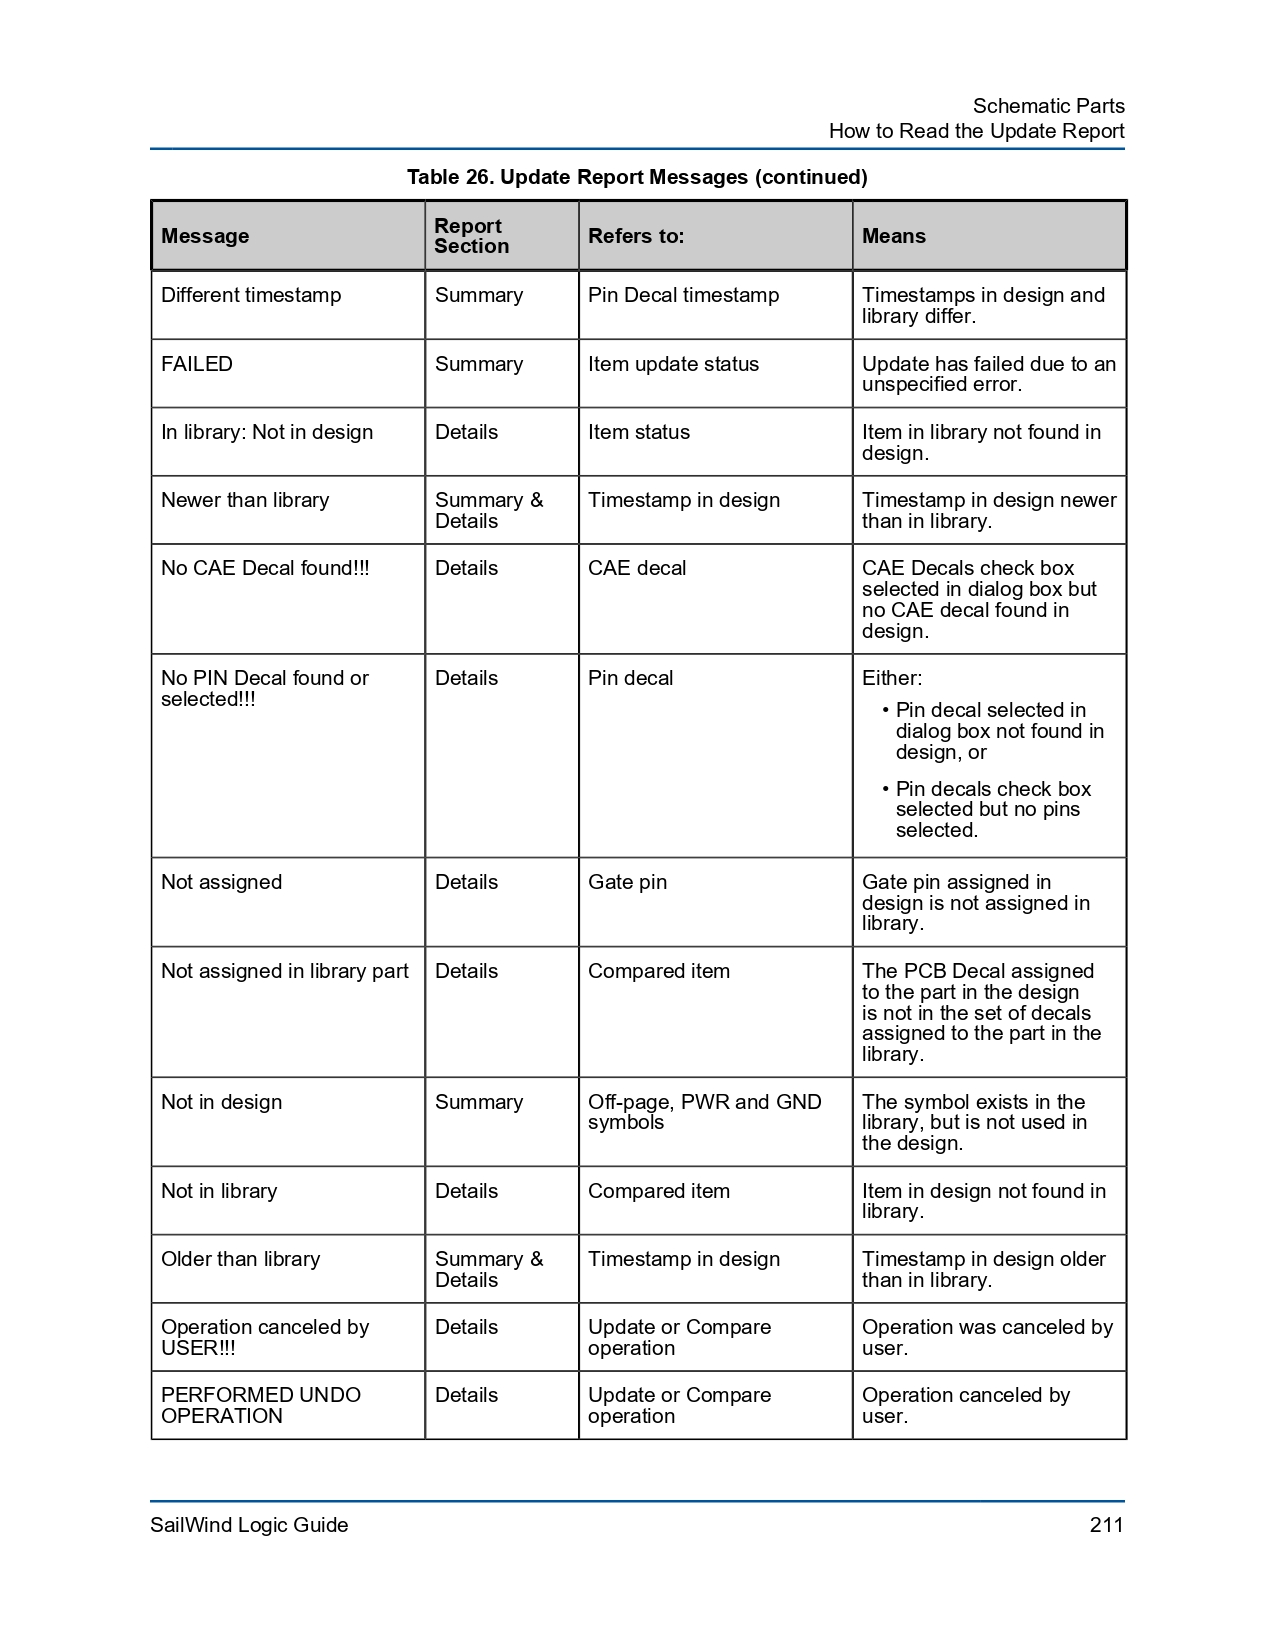 Schematic Parts
How to Read the Update Report
Table 26. Update Report Messages (continued)
Message
Report
Section
Refers to:
Means
Different timestamp
Summary
Pin Decal timestamp
Timestamps in design and
library differ.
FAILED
Summary
Item update status
Update has failed due to an
unspecified error.
In library: Not in design
Details
Item status
Item in library not found in
design.
Newer than library
Summary &
Details
Timestamp in design
Timestamp in design newer
than in library.
No CAE Decal found!!!
Details
CAE decal
CAE Decals check box
selected in dialog box but
no CAE decal found in
design.
No PIN Decal found or
selected!!!
Details
Pin decal
Either:
• Pin decal selected in
dialog box not found in
design, or
• Pin decals check box
selected but no pins
selected.
Not assigned
Details
Gate pin
Gate pin assigned in
design is not assigned in
library.
Not assigned in library part
Details
Compared item
The PCB Decal assigned
to the part in the design
is not in the set of decals
assigned to the part in the
library.
Not in design
Summary
Off-page, PWR and GND
symbols
The symbol exists in the
library, but is not used in
the design.
Not in library
Details
Compared item
Item in design not found in
library.
Older than library
Summary &
Details
Timestamp in design
Timestamp in design older
than in library.
Operation canceled by
USER!!!
Details
Update or Compare
operation
Operation was canceled by
user.
PERFORMED UNDO
OPERATION
Details
Update or Compare
operation
Operation canceled by
user.
SailWind Logic Guide
211